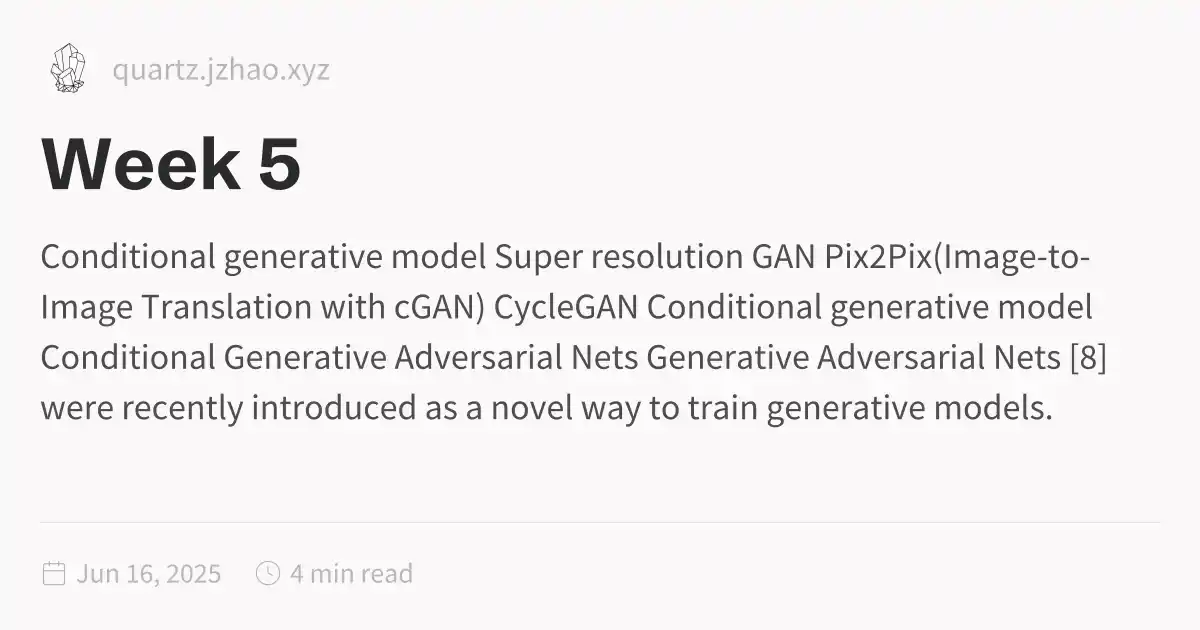 quartz.jzhao.xyz
Week 5
Conditional generative model Super resolution GAN Pix2Pix(Image-to-
Image Translation with cGAN) CycleGAN Conditional generative model
Conditional Generative Adversarial Nets Generative Adversarial Nets [8]
were recently introduced as a novel way to train generative models.
Jun 16, 2025 4 min read